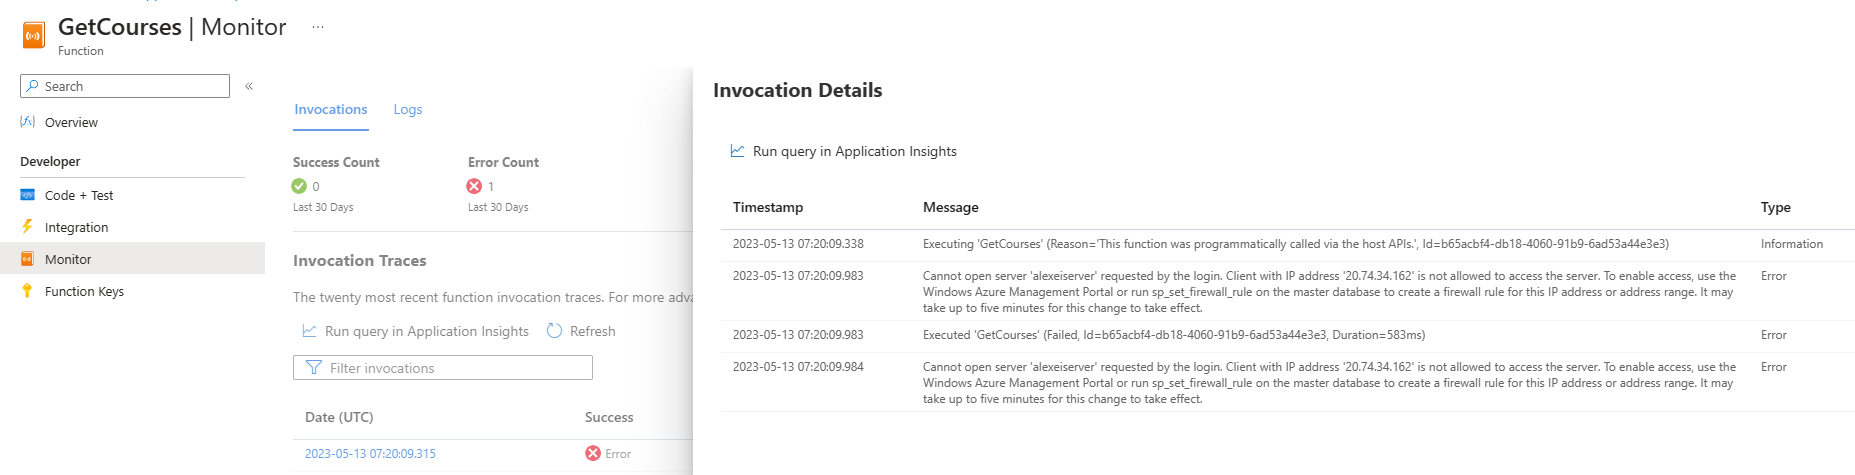 GetCourses | Monitor ...
Function
Search «
Overview
Developer
Code + Test
Integration
Monitor
Function Keys
Invocations Logs
Success Count Error Count
0 1
Last 30 Days Last 30 Days
Invocation Traces
The twenty most recent function invocation traces. For more
Run query in Application Insights Refresh
Filter invocations
Date (UTC) Success
2023-05-13 07:20:09.315 Error
Invocation Details
Run query in Application Insights
Timestamp Message Type
2023-05-13 07:20:09.338 Executing 'GetCourses' (Reason='This function was programmatically called via the host APIs.', Id=b65acbf4-db18-4060-91b9-6ad53a44e3e3) Information
2023-05-13 07:20:09.983 Cannot open server 'alexeiserver' requested by the login. Client with IP address '20.74.34.162' is not allowed to access the server. To enable access, use the Error
Windows Azure Management Portal or run sp_set_firewall_rule on the master database to create a firewall rule for this IP address or address range. It may
take up to five minutes for this change to take effect.
2023-05-13 07:20:09.983 Executed 'GetCourses' (Failed, Id=b65acbf4-db18-4060-91b9-6ad53a44e3e3, Duration=583ms) Error
2023-05-13 07:20:09.984 Cannot open server 'alexeiserver' requested by the login. Client with IP address '20.74.34.162' is not allowed to access the server. To enable access, use the Error
Windows Azure Management Portal or run sp_set_firewall_rule on the master database to create a firewall rule for this IP address or address range. It may
take up to five minutes for this change to take effect.